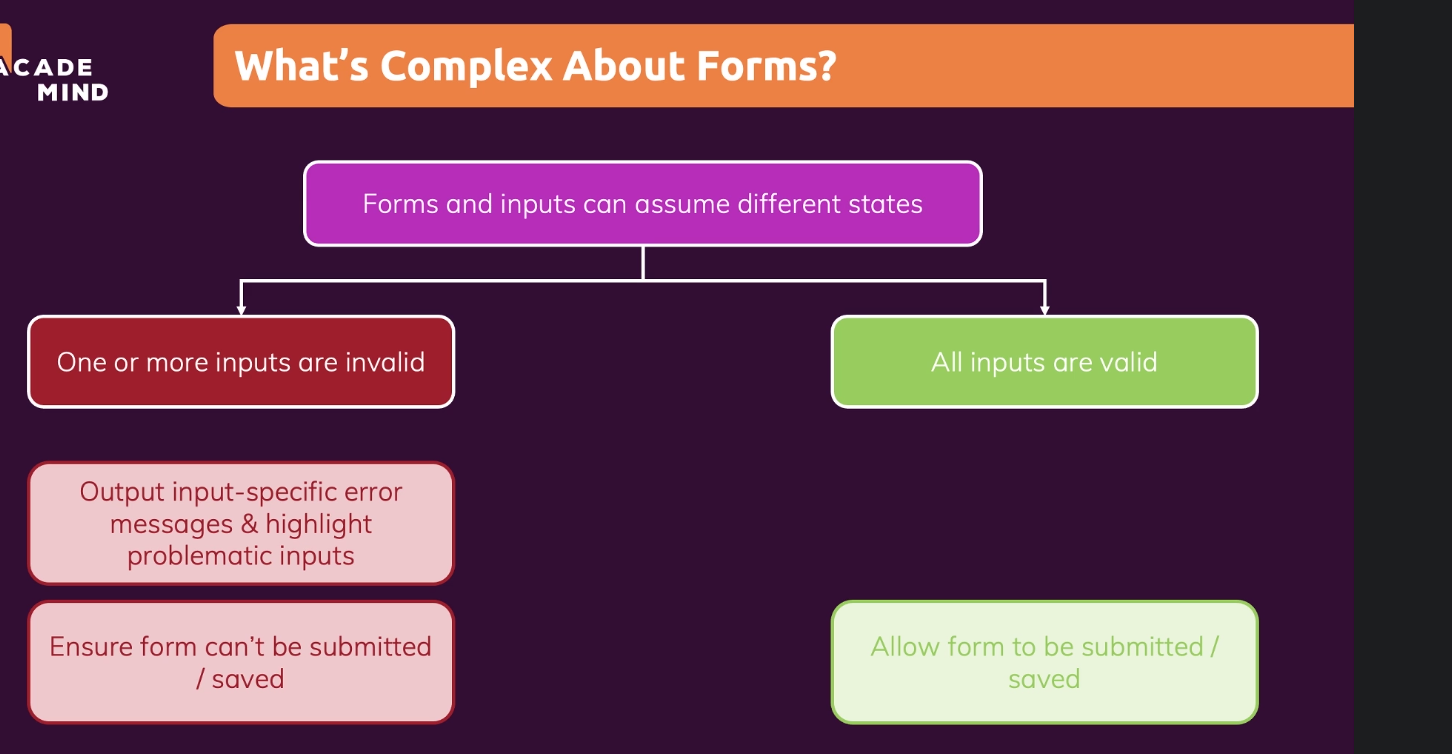 ACADE
MIND
What's Complex About Forms?
Forms and inputs can assume different states
One or more inputs are invalid
All inputs are valid
Output input-specific error
messages & highlight
problematic inputs
Ensure form can't be submitted
/ saved
Allow form to be submitted /
saved